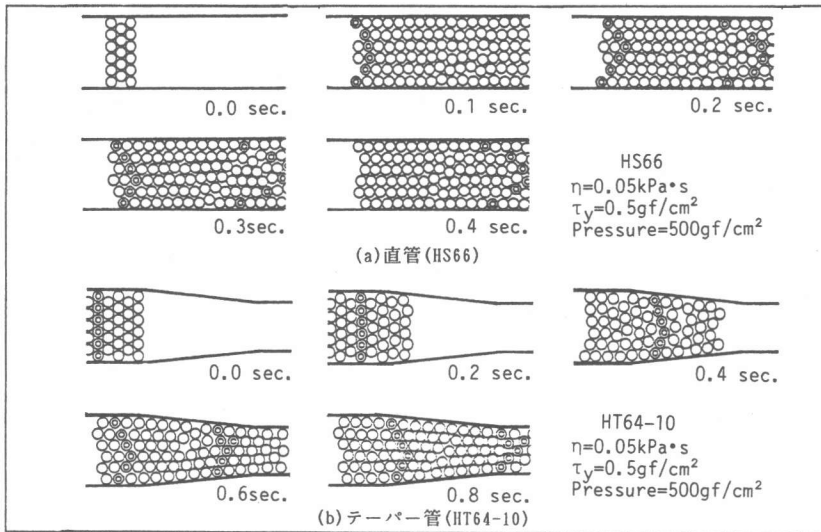 0.0 sec.
0.1 sec.
0.2 sec.
0.3sec.
0.4 sec.
HS66
η=0.05kPa•s
τy=0.5gf/cm²
Pressure=500gf/cm²
(a)直管(HS66)
0.0 sec.
0.2 sec.
0.4 sec.
0.6sec.
0.8 sec.
HT64-10
η=0.05kPa•s
τy=0.5gf/cm²
Pressure=500gf/cm²
(b)テーパー管(HT64-10)